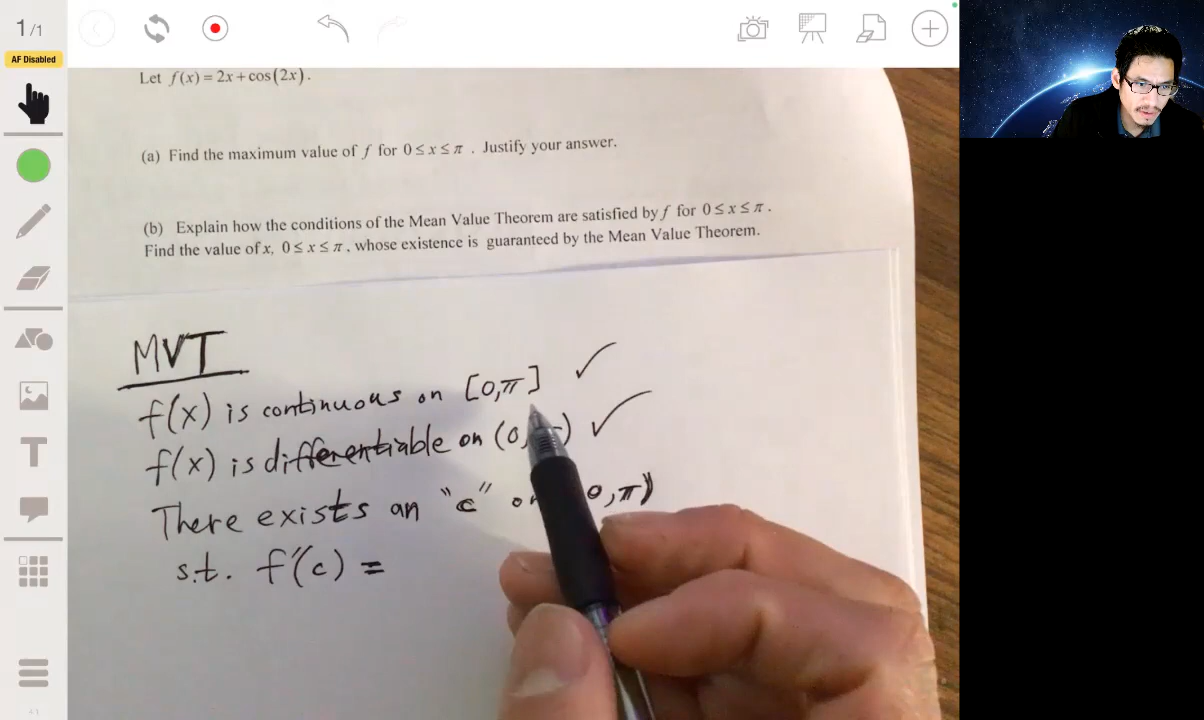 1/1
AF Disabled
Let f(x) = 2x + cos(2x).
(a) Find the maximum value of f for 0 ≤ x ≤ π . Justify your answer.
(b) Explain how the conditions of the Mean Value Theorem are satisfied by f for 0 ≤ x ≤ π .
Find the value of x, 0 ≤ x ≤ π , whose existence is guaranteed by the Mean Value Theorem.
MVT
f(x) is continuous on [0,π] ✓
f(x) is differentiable on (0, ) ✓
There exists an "c" 0,π)
s.t. f'(c) =
T